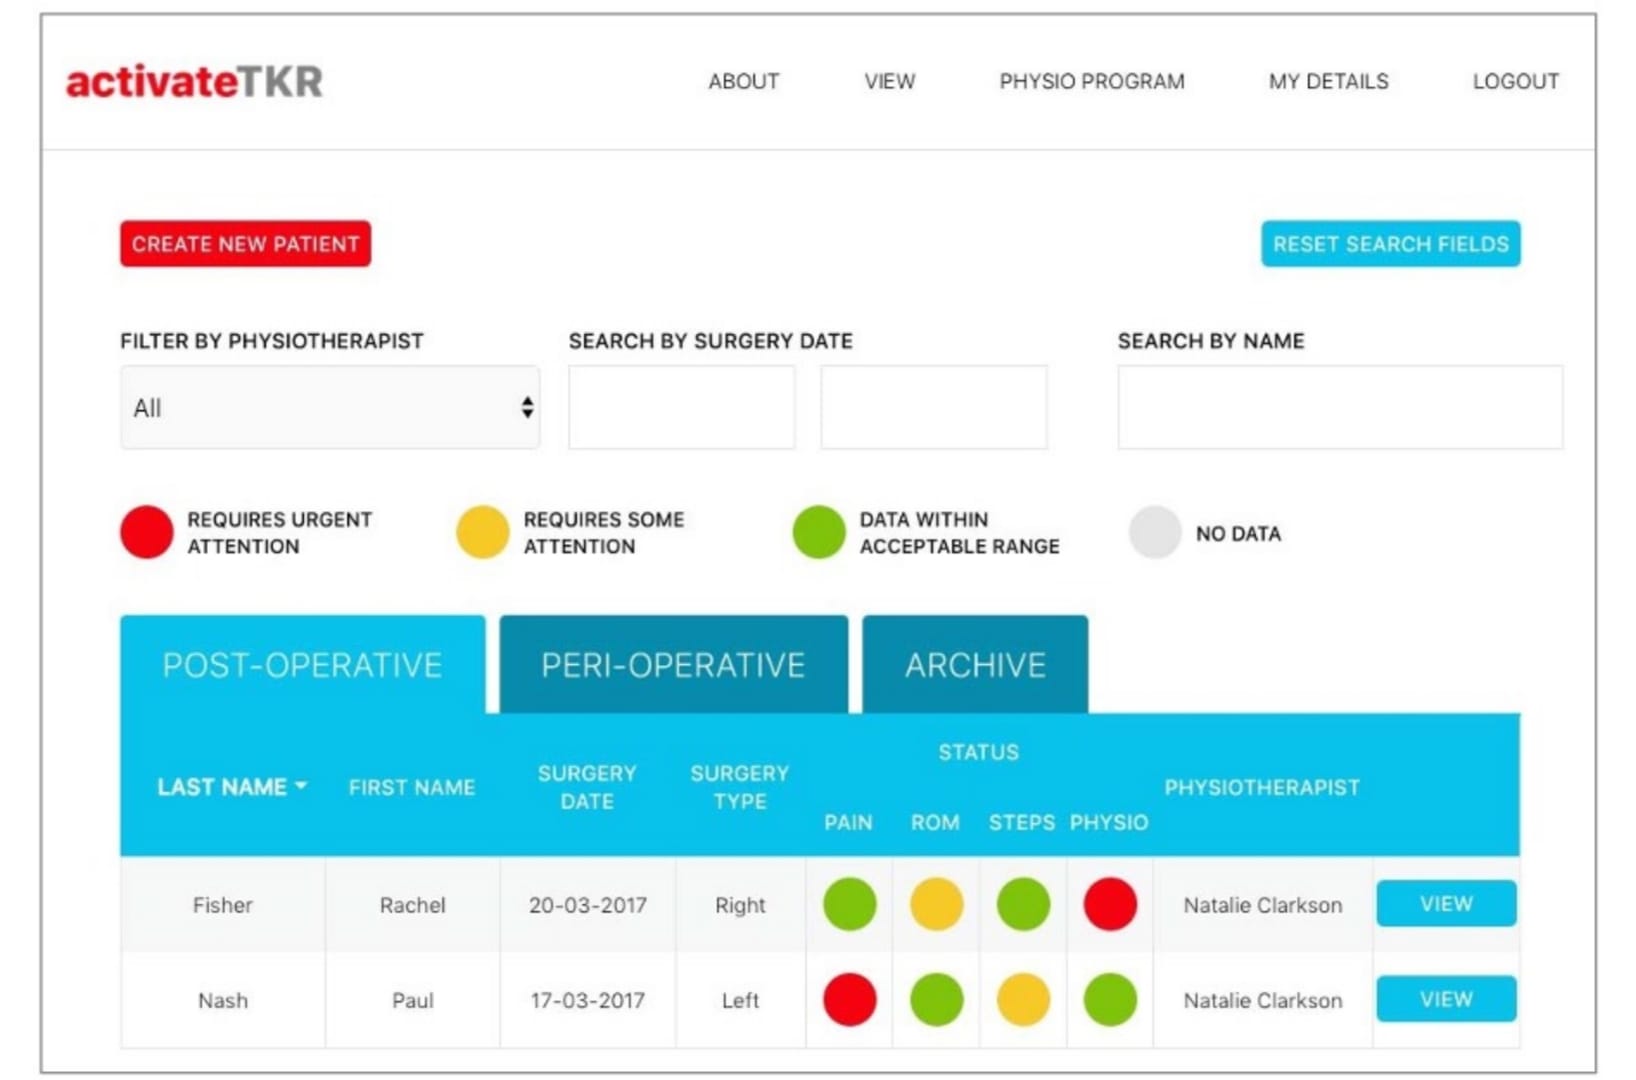 activateTKR
ABOUT VIEW PHYSIO PROGRAM MY DETAILS LOGOUT
CREATE NEW PATIENT RESET SEARCH FIELDS
FILTER BY PHYSIOTHERAPIST SEARCH BY SURGERY DATE SEARCH BY NAME
All
REQUIRES URGENT
ATTENTION
REQUIRES SOME
ATTENTION
DATA WITHIN
ACCEPTABLE RANGE
NO DATA
POST-OPERATIVE PERI-OPERATIVE ARCHIVE
LAST NAME
FIRST NAME
SURGERY
DATE
SURGERY
TYPE
STATUS
PAIN ROM STEPS PHYSIO
PHYSIOTHERAPIST
Fisher Rachel 20-03-2017 Right Natalie Clarkson VIEW
Nash Paul 17-03-2017 Left Natalie Clarkson VIEW